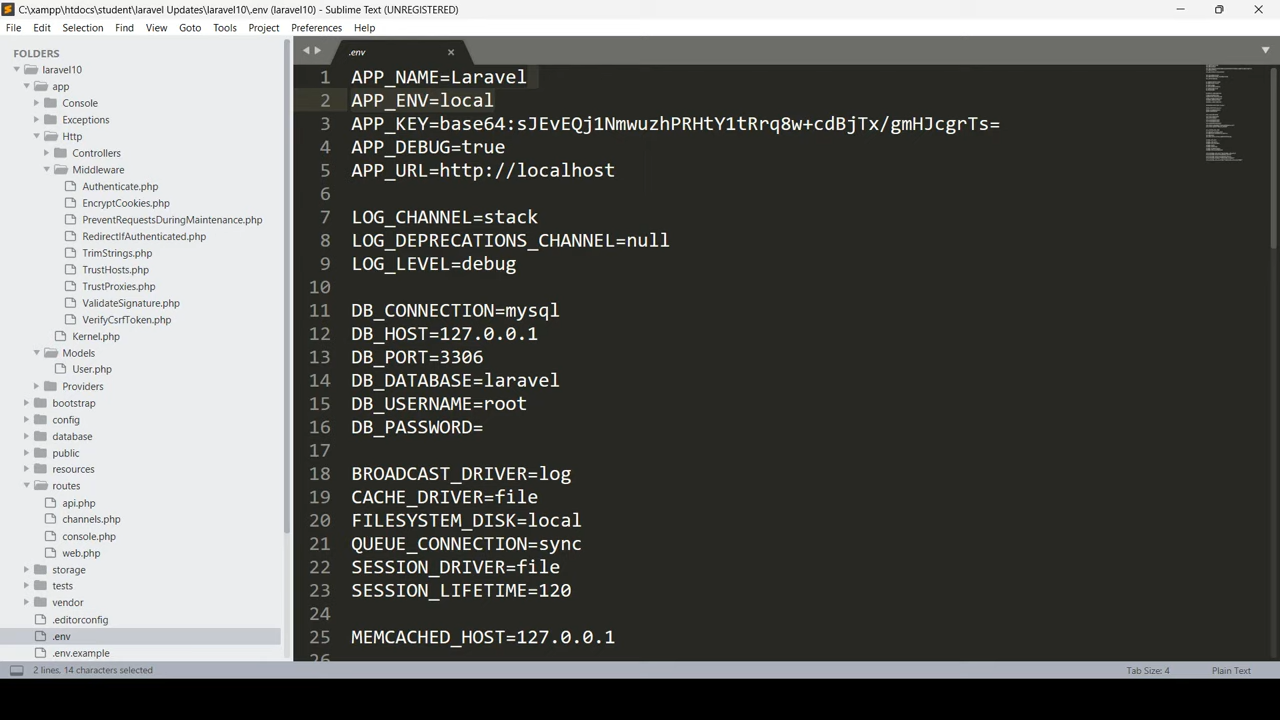 C:\xampp\htdocs\student\laravel Updates\laravel10\.env (laravel10) - Sublime Text (UNREGISTERED)
File Edit Selection Find View Goto Tools Project Preferences Help
FOLDERS
laravel10
app
Console
Exceptions
Http
Controllers
Middleware
Authenticate.php
EncryptCookies.php
PreventRequestsDuringMaintenance.php
RedirectIfAuthenticated.php
TrimStrings.php
TrustHosts.php
TrustProxies.php
ValidateSignature.php
VerifyCsrfToken.php
Kernel.php
Models
User.php
Providers
bootstrap
config
database
public
resources
routes
api.php
channels.php
console.php
web.php
storage
tests
vendor
.editorconfig
.env
.env.example
.env
1 APP_NAME=Laravel
2 APP_ENV=local
3 APP_KEY=base64:sJEvEQj1NmwuzhPRHtY1tRrq8w+cdBjTx/gmHJcgrTs=
4 APP_DEBUG=true
5 APP_URL=http://localhost
6
7 LOG_CHANNEL=stack
8 LOG_DEPRECATIONS_CHANNEL=null
9 LOG_LEVEL=debug
10
11 DB_CONNECTION=mysql
12 DB_HOST=127.0.0.1
13 DB_PORT=3306
14 DB_DATABASE=laravel
15 DB_USERNAME=root
16 DB_PASSWORD=
17
18 BROADCAST_DRIVER=log
19 CACHE_DRIVER=file
20 FILESYSTEM_DISK=local
21 QUEUE_CONNECTION=sync
22 SESSION_DRIVER=file
23 SESSION_LIFETIME=120
24
25 MEMCACHED_HOST=127.0.0.1
2 lines, 14 characters selected
Tab Size: 4 Plain Text